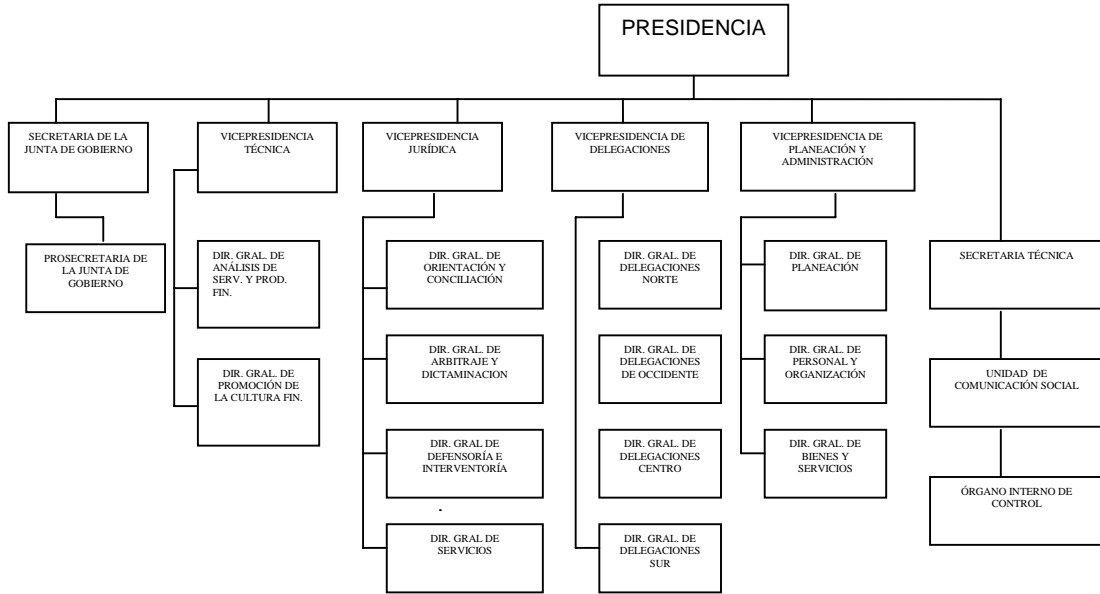 PRESIDENCIA
SECRETARIA DE LA
JUNTA DE GOBIERNO
VICEPRESIDENCIA
TÉCNICA
VICEPRESIDENCIA
JURÍDICA
VICEPRESIDENCIA DE
DELEGACIONES
VICEPRESIDENCIA DE
PLANEACIÓN Y
ADMINISTRACIÓN
PROSECRETARIA DE
LA JUNTA DE
GOBIERNO
DIR. GRAL. DE
ANÁLISIS DE
SERV. Y PROD.
FIN.
DIR. GRAL. DE
ORIENTACIÓN Y
CONCILIACIÓN
DIR. GRAL. DE
DELEGACIONES
NORTE
DIR. GRAL. DE
PLANEACIÓN
SECRETARIA TÉCNICA
DIR. GRAL. DE
PROMOCIÓN DE
LA CULTURA FIN.
DIR. GRAL. DE
ARBITRAJE Y
DICTAMINACION
DIR. GRAL. DE
DELEGACIONES
DE OCCIDENTE
DIR. GRAL. DE
PERSONAL Y
ORGANIZACIÓN
UNIDAD DE
COMUNICACIÓN SOCIAL
DIR. GRAL DE
DEFENSORÍA E
INTERVENTORÍA
.
DIR. GRAL. DE
DELEGACIONES
CENTRO
DIR. GRAL. DE
BIENES Y
SERVICIOS
ÓRGANO INTERNO DE
CONTROL
DIR. GRAL DE
SERVICIOS
DIR. GRAL. DE
DELEGACIONES
SUR